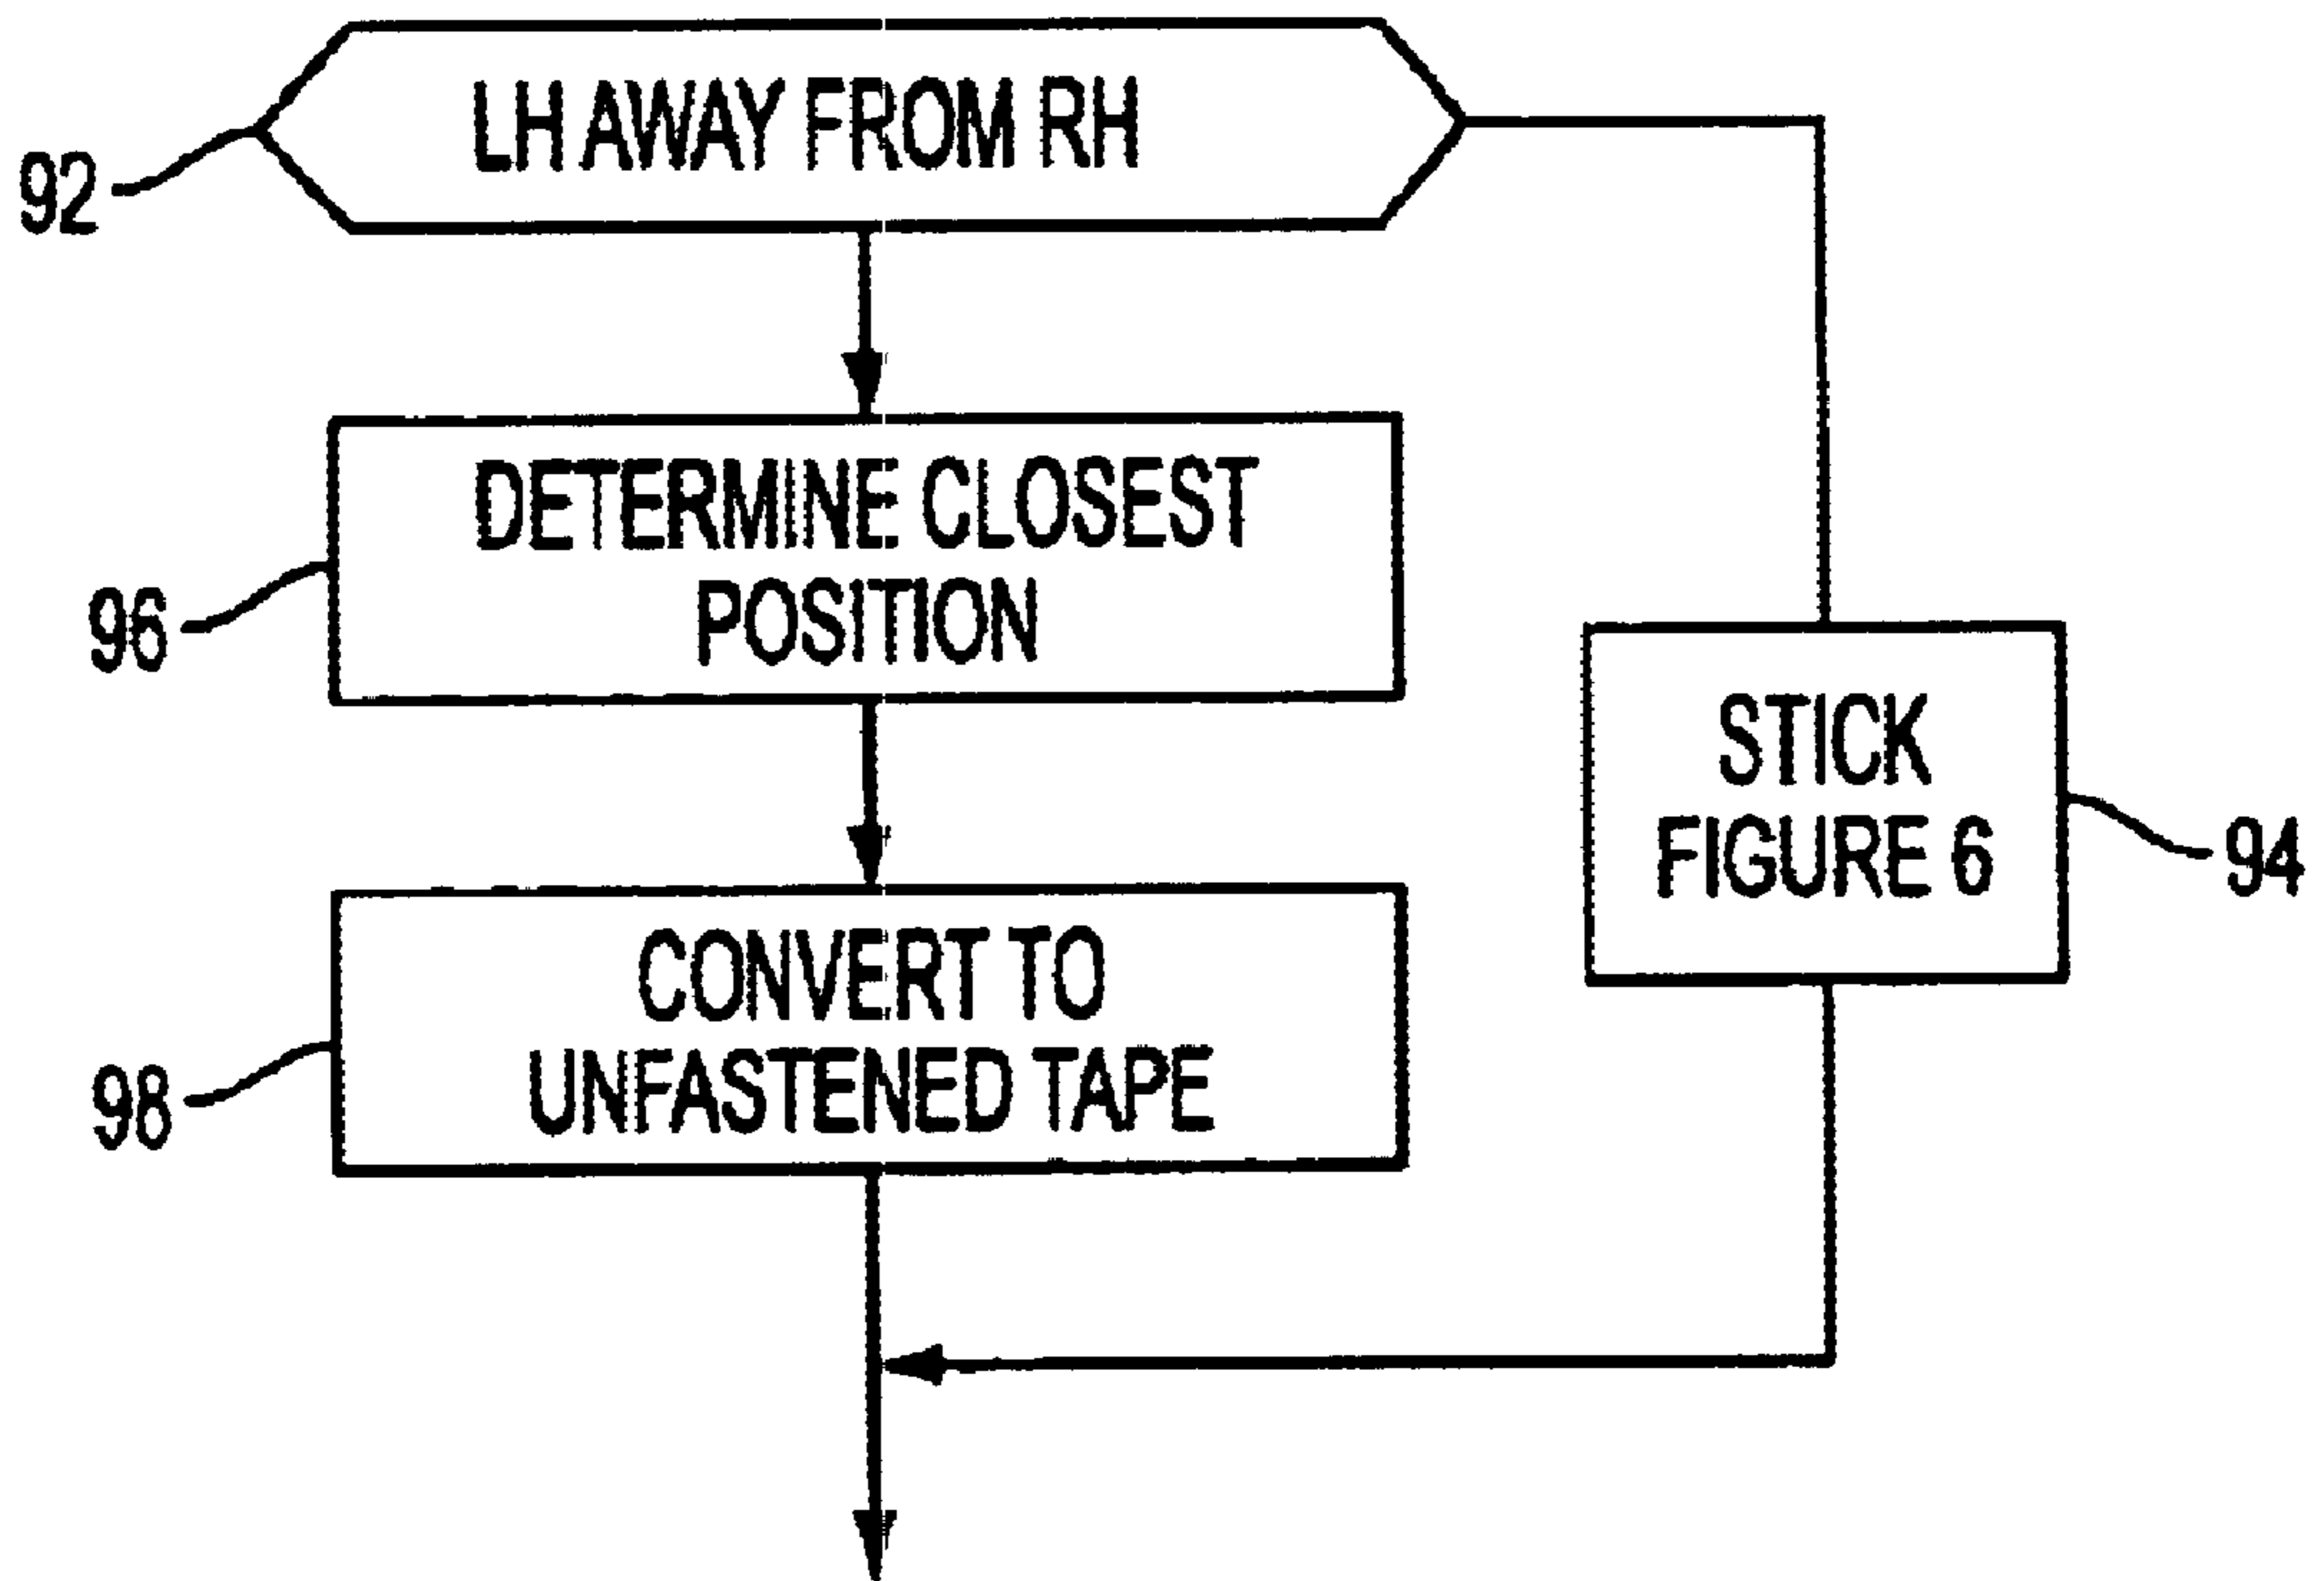 LH AWAY FROM RH
92
DETERMINE CLOSEST
POSITION
96
STICK
FIGURE 6
94
CONVERT TO
UNFASTENED TAPE
98